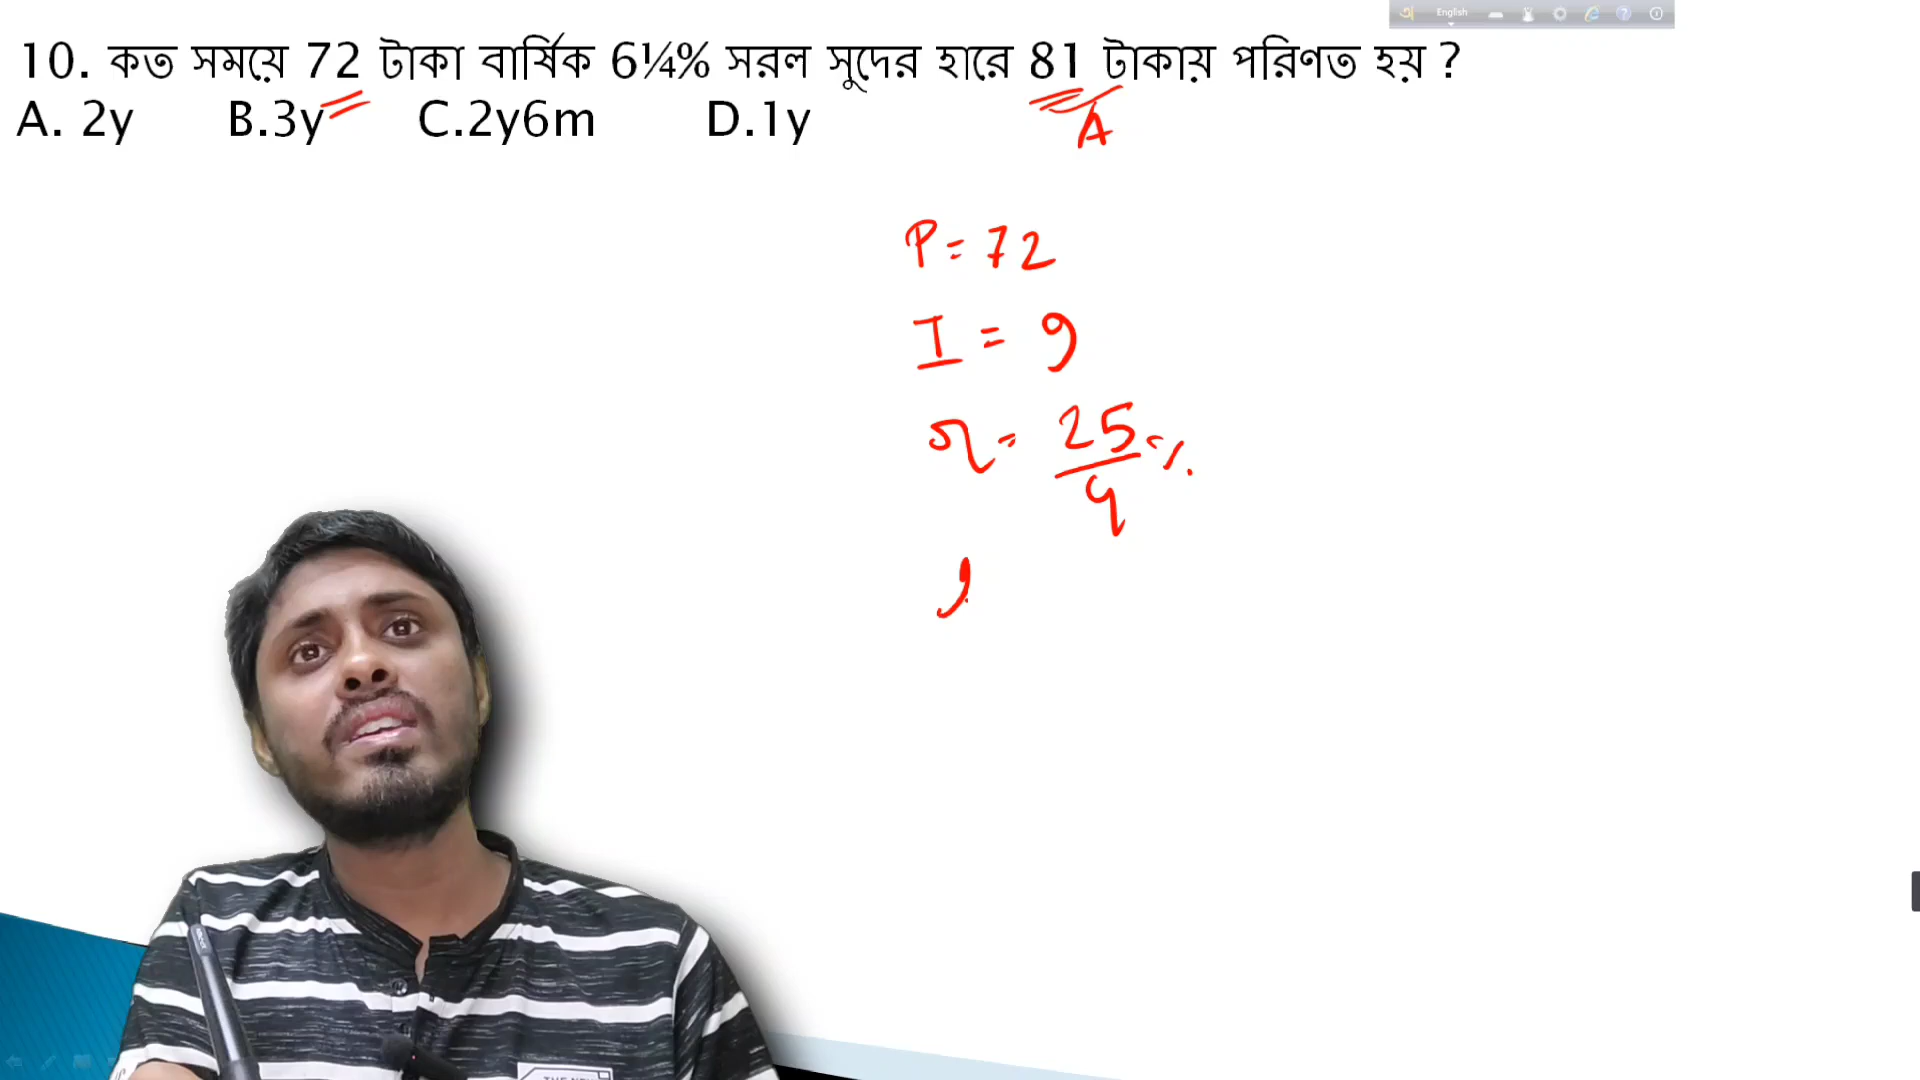 English
10. কত সময়ে 72 টাকা বার্ষিক 6¼% সরল সুদের হারে 81 টাকায় পরিণত হয় ?
A. 2y B.3y C.2y6m D.1y
A
P = 72
I = 9
r = 25/4 %